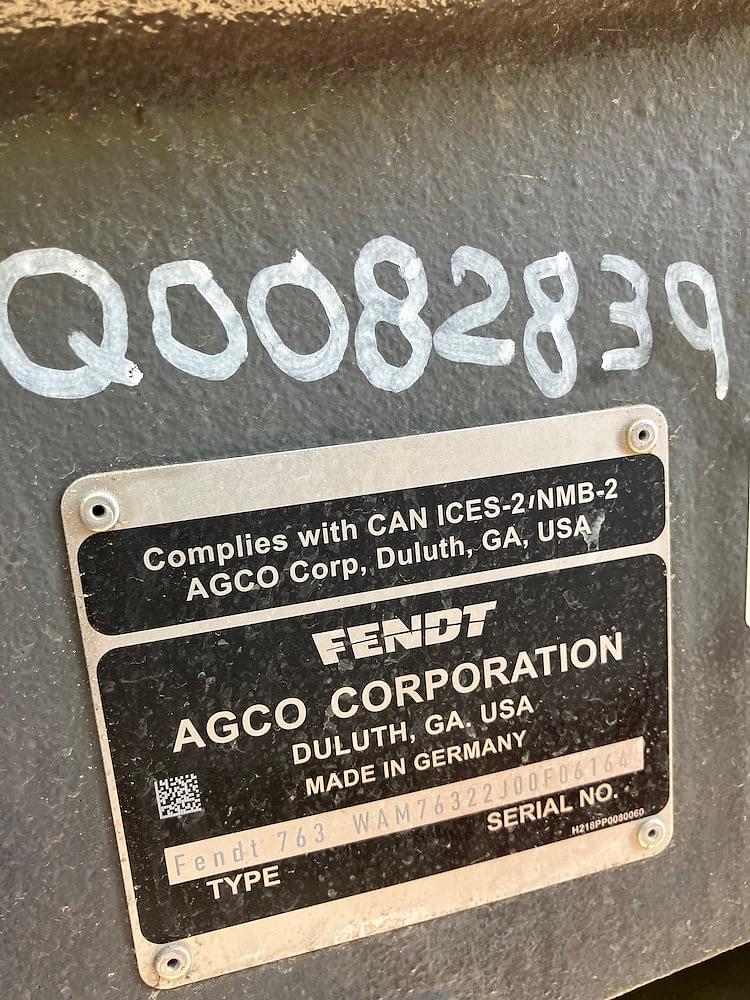 Q0082839
Complies with CAN ICES-2/NMB-2
AGCO Corp, Duluth, GA, USA
FENDT
AGCO CORPORATION
DULUTH, GA. USA
MADE IN GERMANY
Fendt 763 WAM76322J00F06164
TYPE
SERIAL NO.
H218PP0080060